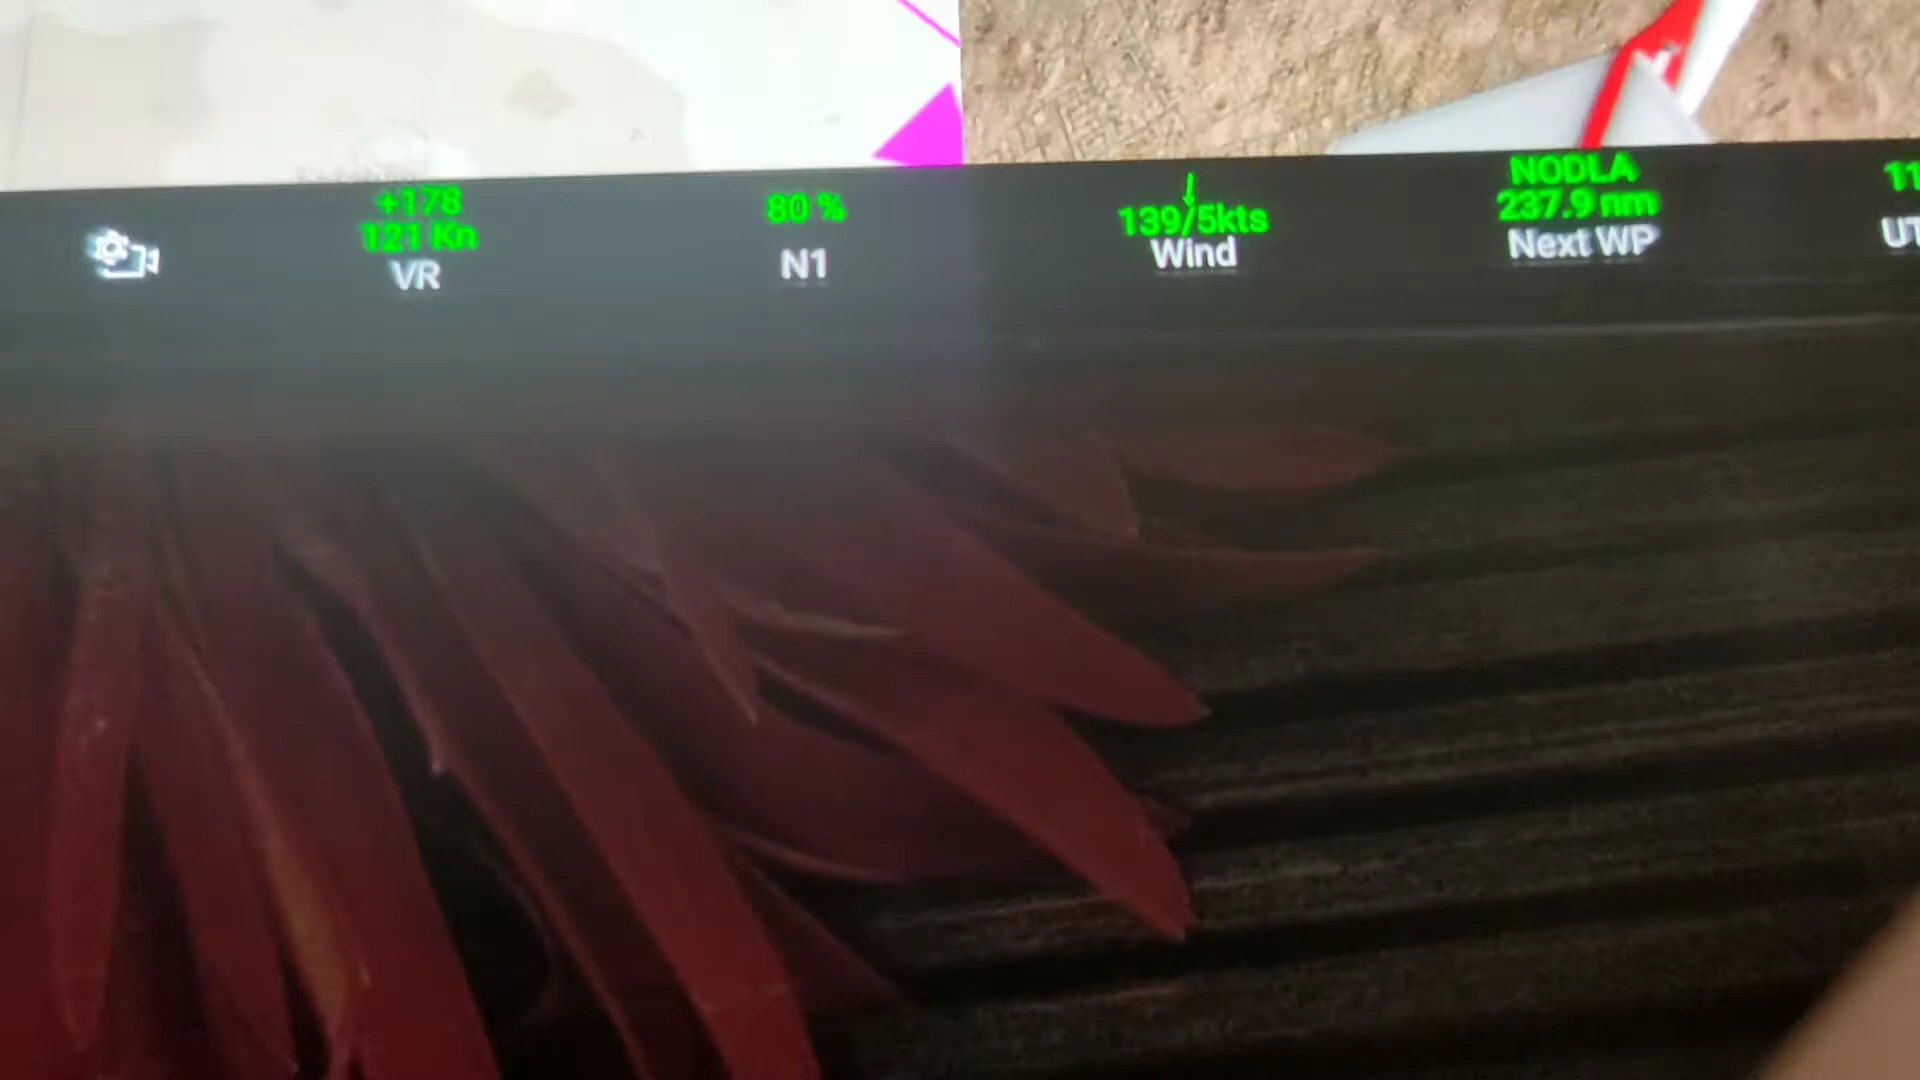 +178
121 Kn
VR
80 %
N1
139/5kts
Wind
NODLA
237.9 nm
Next WP